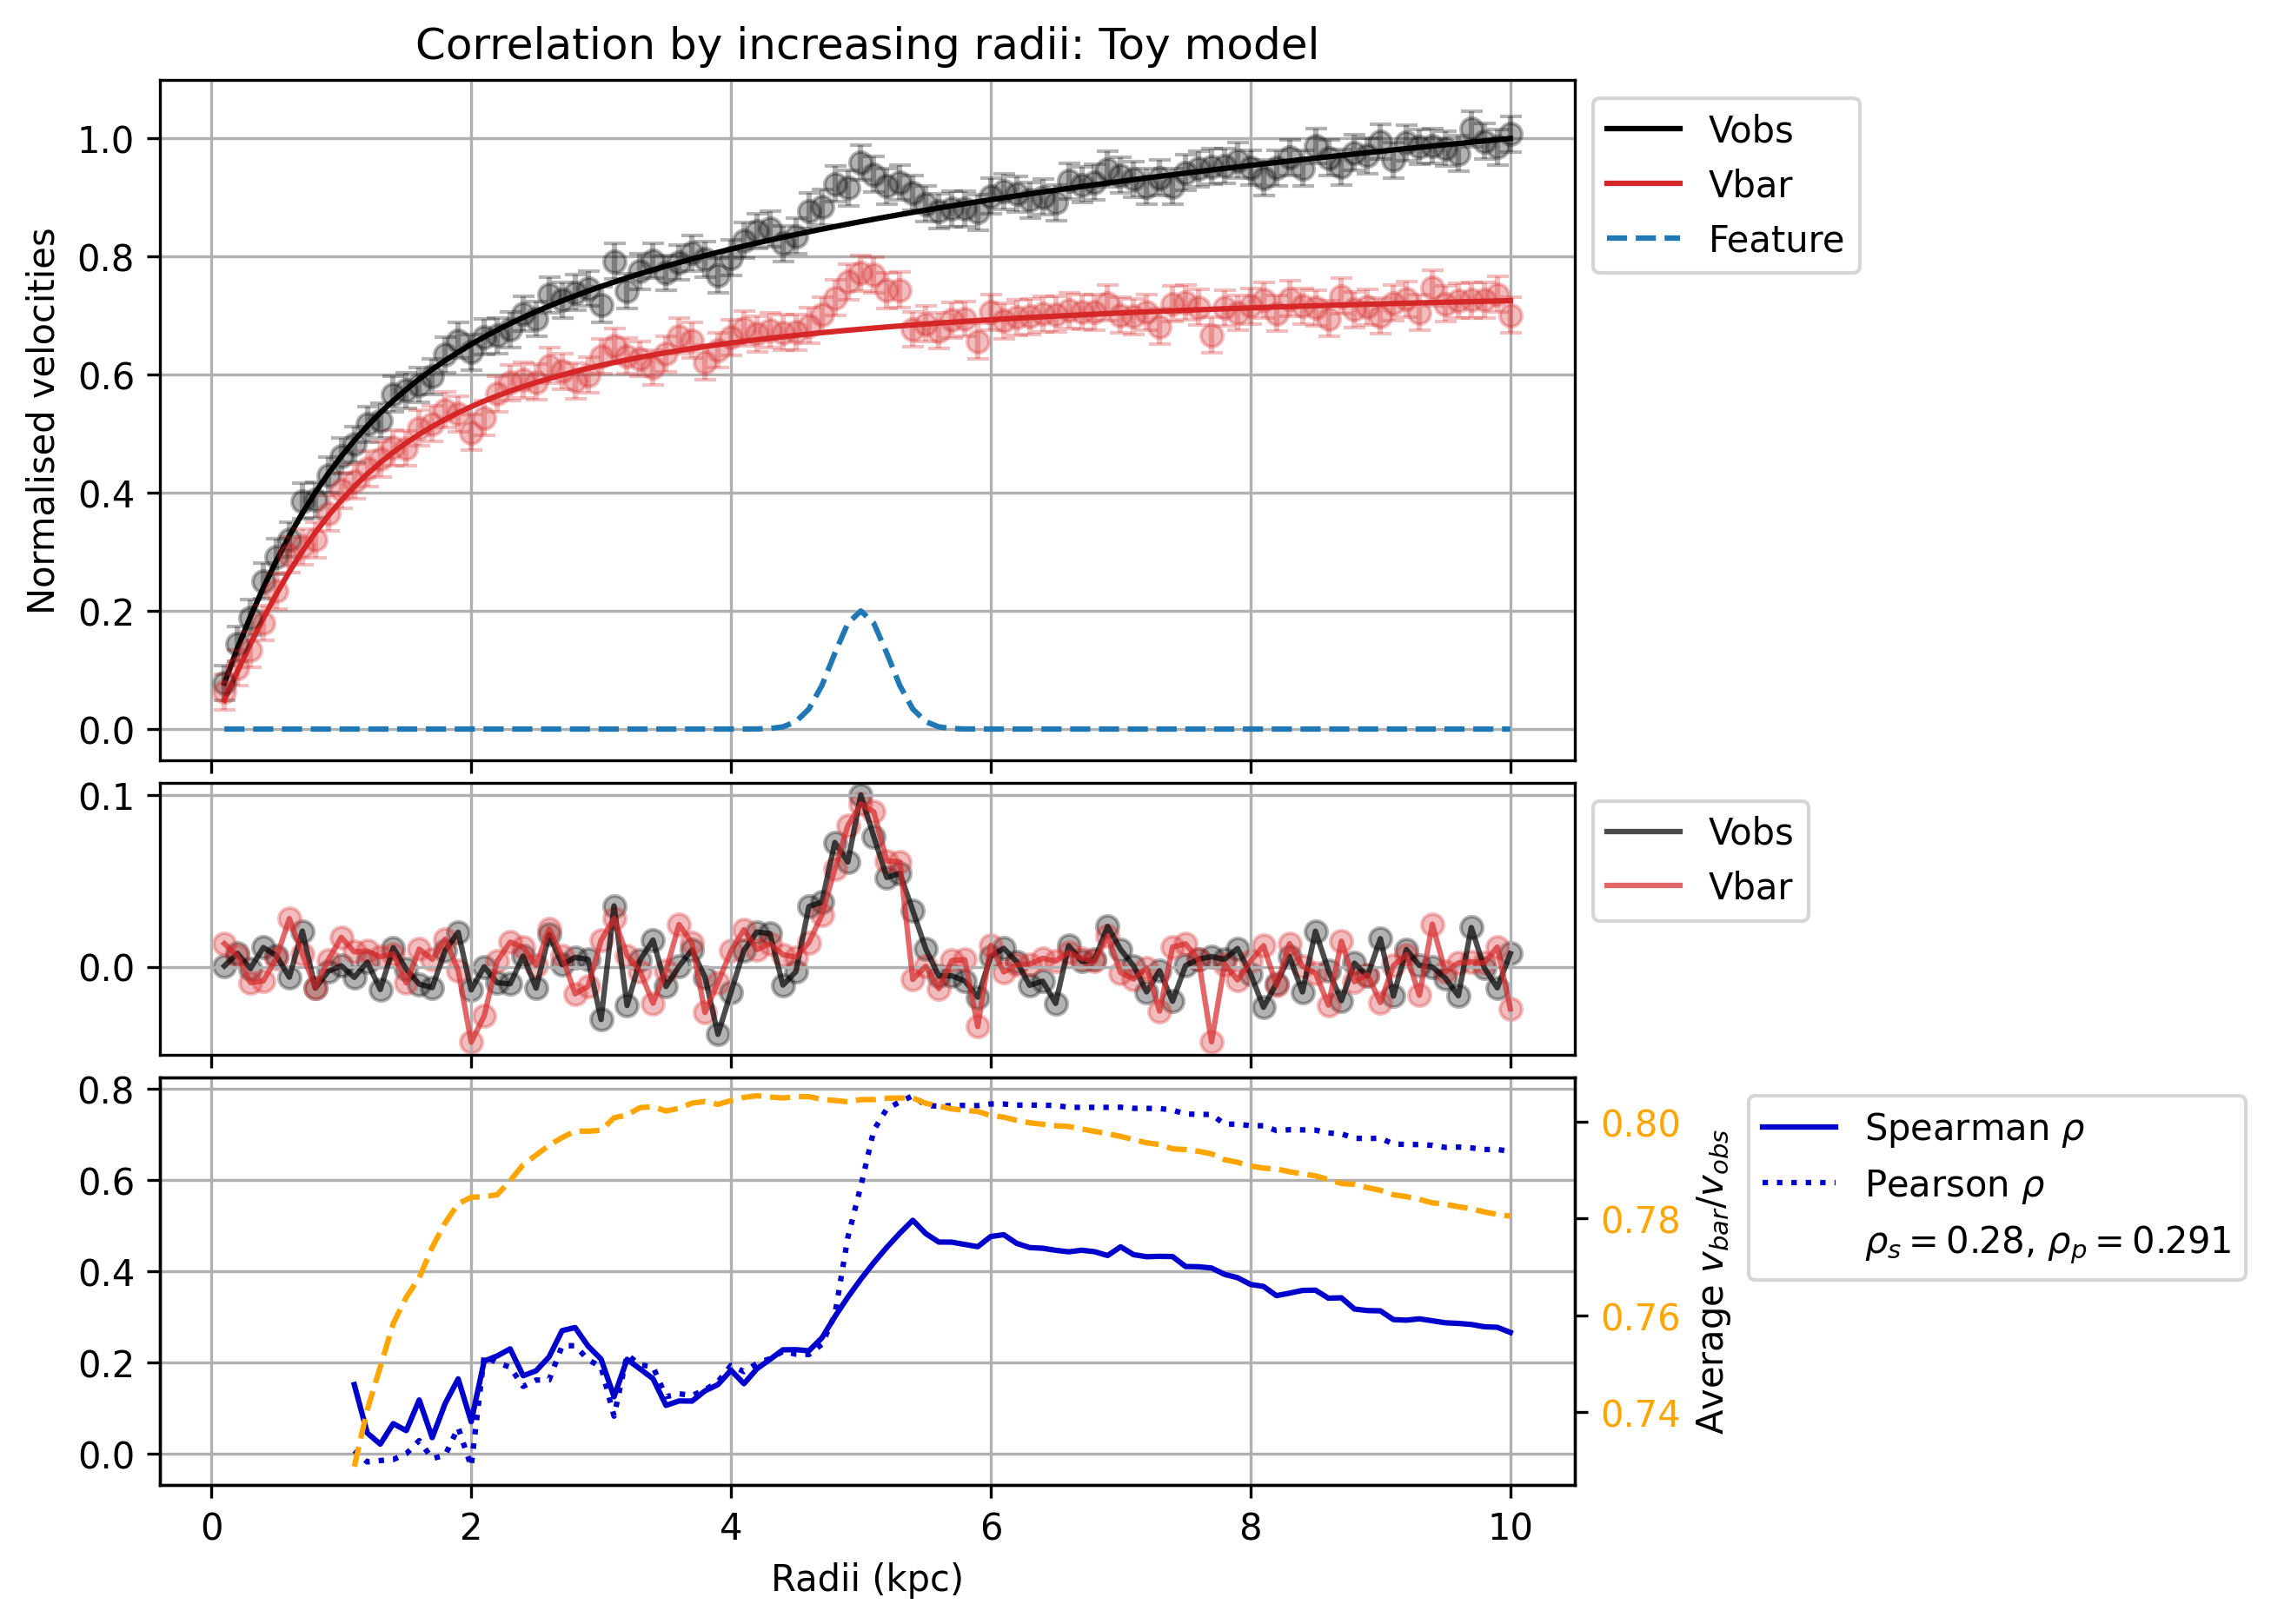 Correlation by increasing radii: Toy model
Normalised velocities
1.0
0.8
0.6
0.4
0.2
0.0
Vobs
Vbar
Feature
0.1
0.0
Vobs
Vbar
0.8
0.6
0.4
0.2
0.0
0.80
0.78
0.76
0.74
Average v_bar/v_obs
Spearman ρ
Pearson ρ
ρ_s = 0.28, ρ_p = 0.291
0 2 4 6 8 10
Radii (kpc)